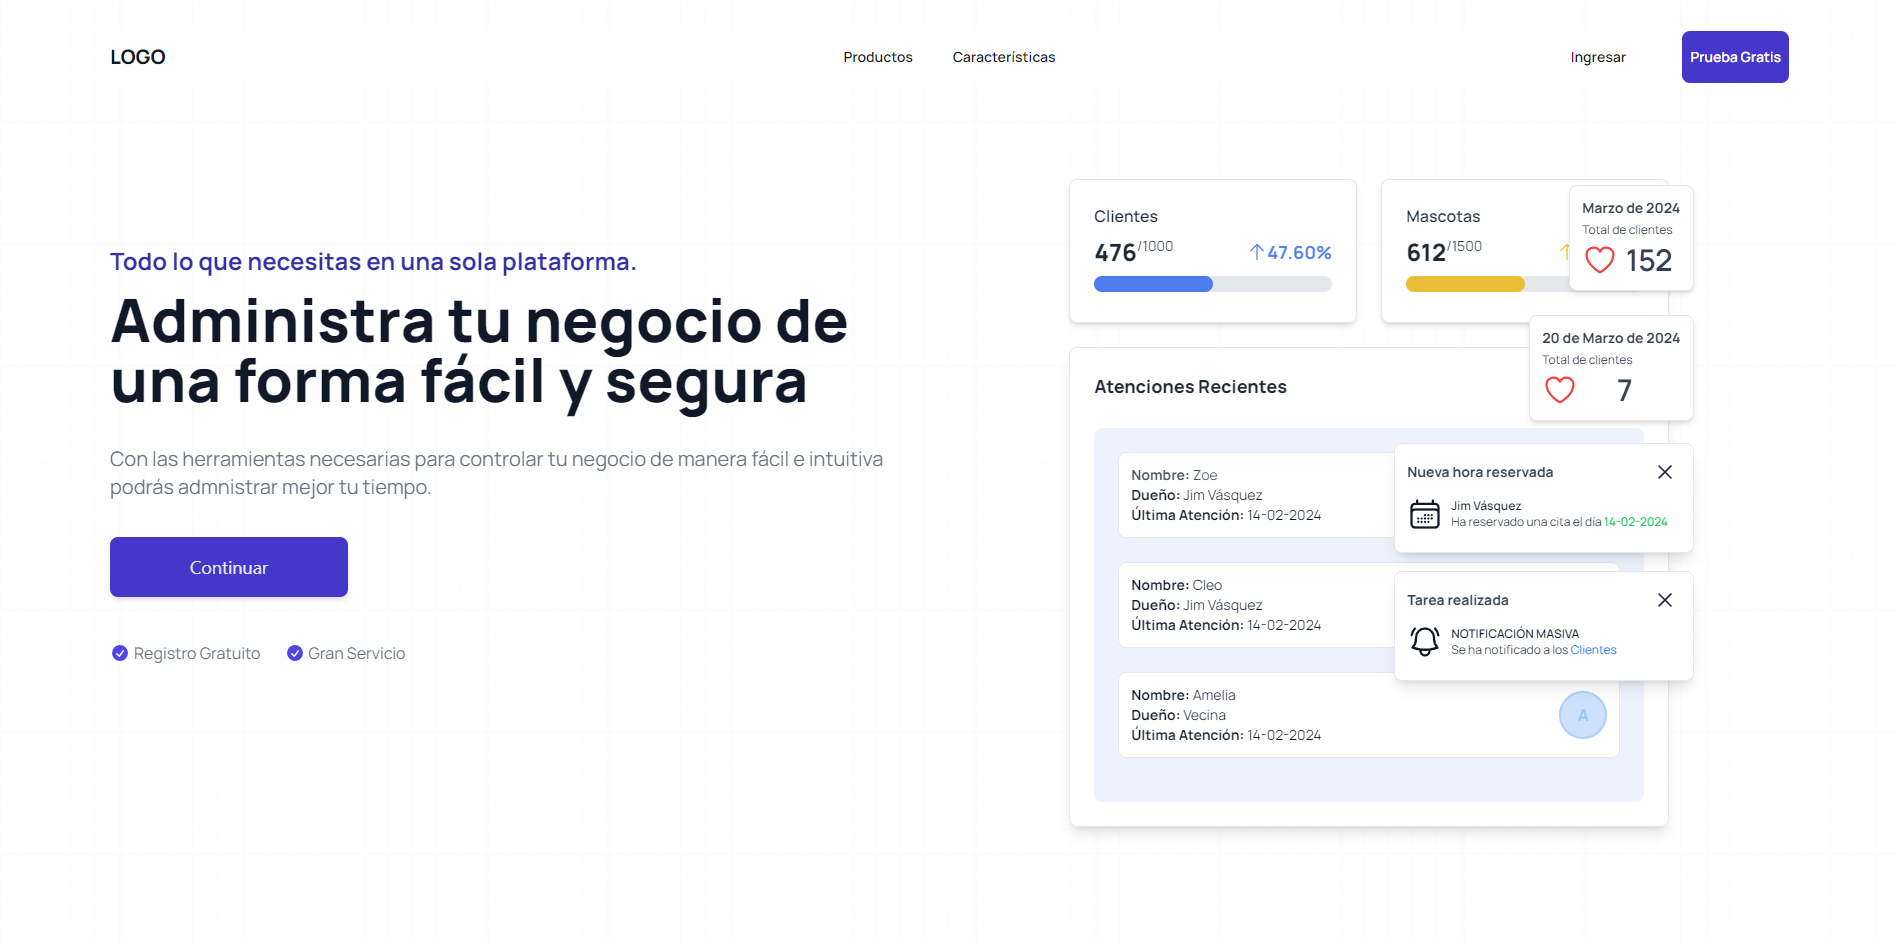 LOGO
Productos
Características
Ingresar
Prueba Gratis
Todo lo que necesitas en una sola plataforma.
Administra tu negocio de
una forma fácil y segura
Con las herramientas necesarias para controlar tu negocio de manera fácil e intuitiva
podrás admnistrar mejor tu tiempo.
Continuar
Registro Gratuito
Gran Servicio
Clientes
476/1000
47.60%
Mascotas
612/1500
Marzo de 2024
Total de clientes
152
20 de Marzo de 2024
Total de clientes
7
Atenciones Recientes
Nombre: Zoe
Dueño: Jim Vásquez
Última Atención: 14-02-2024
Nueva hora reservada
Jim Vásquez
Ha reservado una cita el día 14-02-2024
Nombre: Cleo
Dueño: Jim Vásquez
Última Atención: 14-02-2024
Tarea realizada
NOTIFICACIÓN MASIVA
Se ha notificado a los Clientes
Nombre: Amelia
Dueño: Vecina
Última Atención: 14-02-2024
A